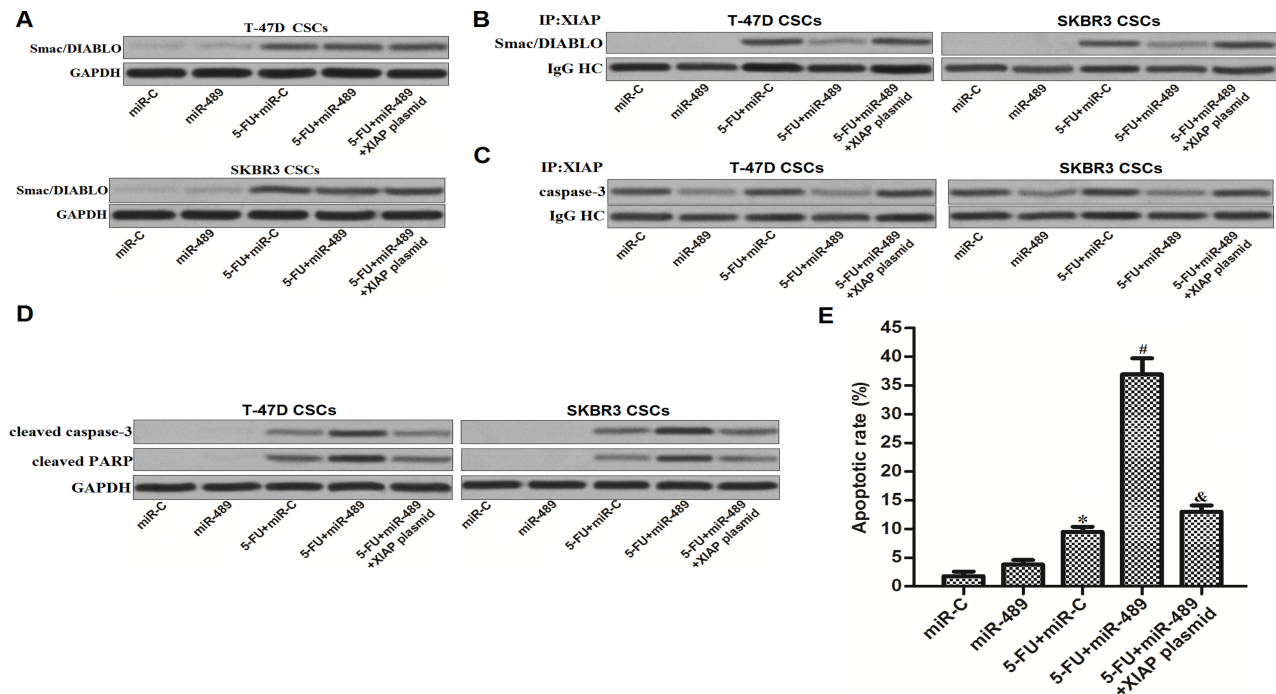 A
T-47D CSCs
Smac/DIABLO
GAPDH
miR-C
miR-489
5-FU+miR-C
5-FU+miR-489
5-FU+miR-489
+XIAP plasmid
SKBR3 CSCs
Smac/DIABLO
GAPDH
miR-C
miR-489
5-FU+miR-C
5-FU+miR-489
5-FU+miR-489
+XIAP plasmid
B
IP:XIAP
T-47D CSCs
SKBR3 CSCs
Smac/DIABLO
IgG HC
miR-C
miR-489
5-FU+miR-C
5-FU+miR-489
5-FU+miR-489
+XIAP plasmid
miR-C
miR-489
5-FU+miR-C
5-FU+miR-489
5-FU+miR-489
+XIAP plasmid
C
IP:XIAP
T-47D CSCs
SKBR3 CSCs
caspase-3
IgG HC
miR-C
miR-489
5-FU+miR-C
5-FU+miR-489
5-FU+miR-489
+XIAP plasmid
miR-C
miR-489
5-FU+miR-C
5-FU+miR-489
5-FU+miR-489
+XIAP plasmid
D
T-47D CSCs
SKBR3 CSCs
cleaved caspase-3
cleaved PARP
GAPDH
miR-C
miR-489
5-FU+miR-C
5-FU+miR-489
5-FU+miR-489
+XIAP plasmid
miR-C
miR-489
5-FU+miR-C
5-FU+miR-489
5-FU+miR-489
+XIAP plasmid
E
Apoptotic rate (%)
45
40
35
30
25
20
15
10
5
0
*
#
&
miR-C
miR-489
5-FU+miR-C
5-FU+miR-489
5-FU+miR-489
+XIAP plasmid